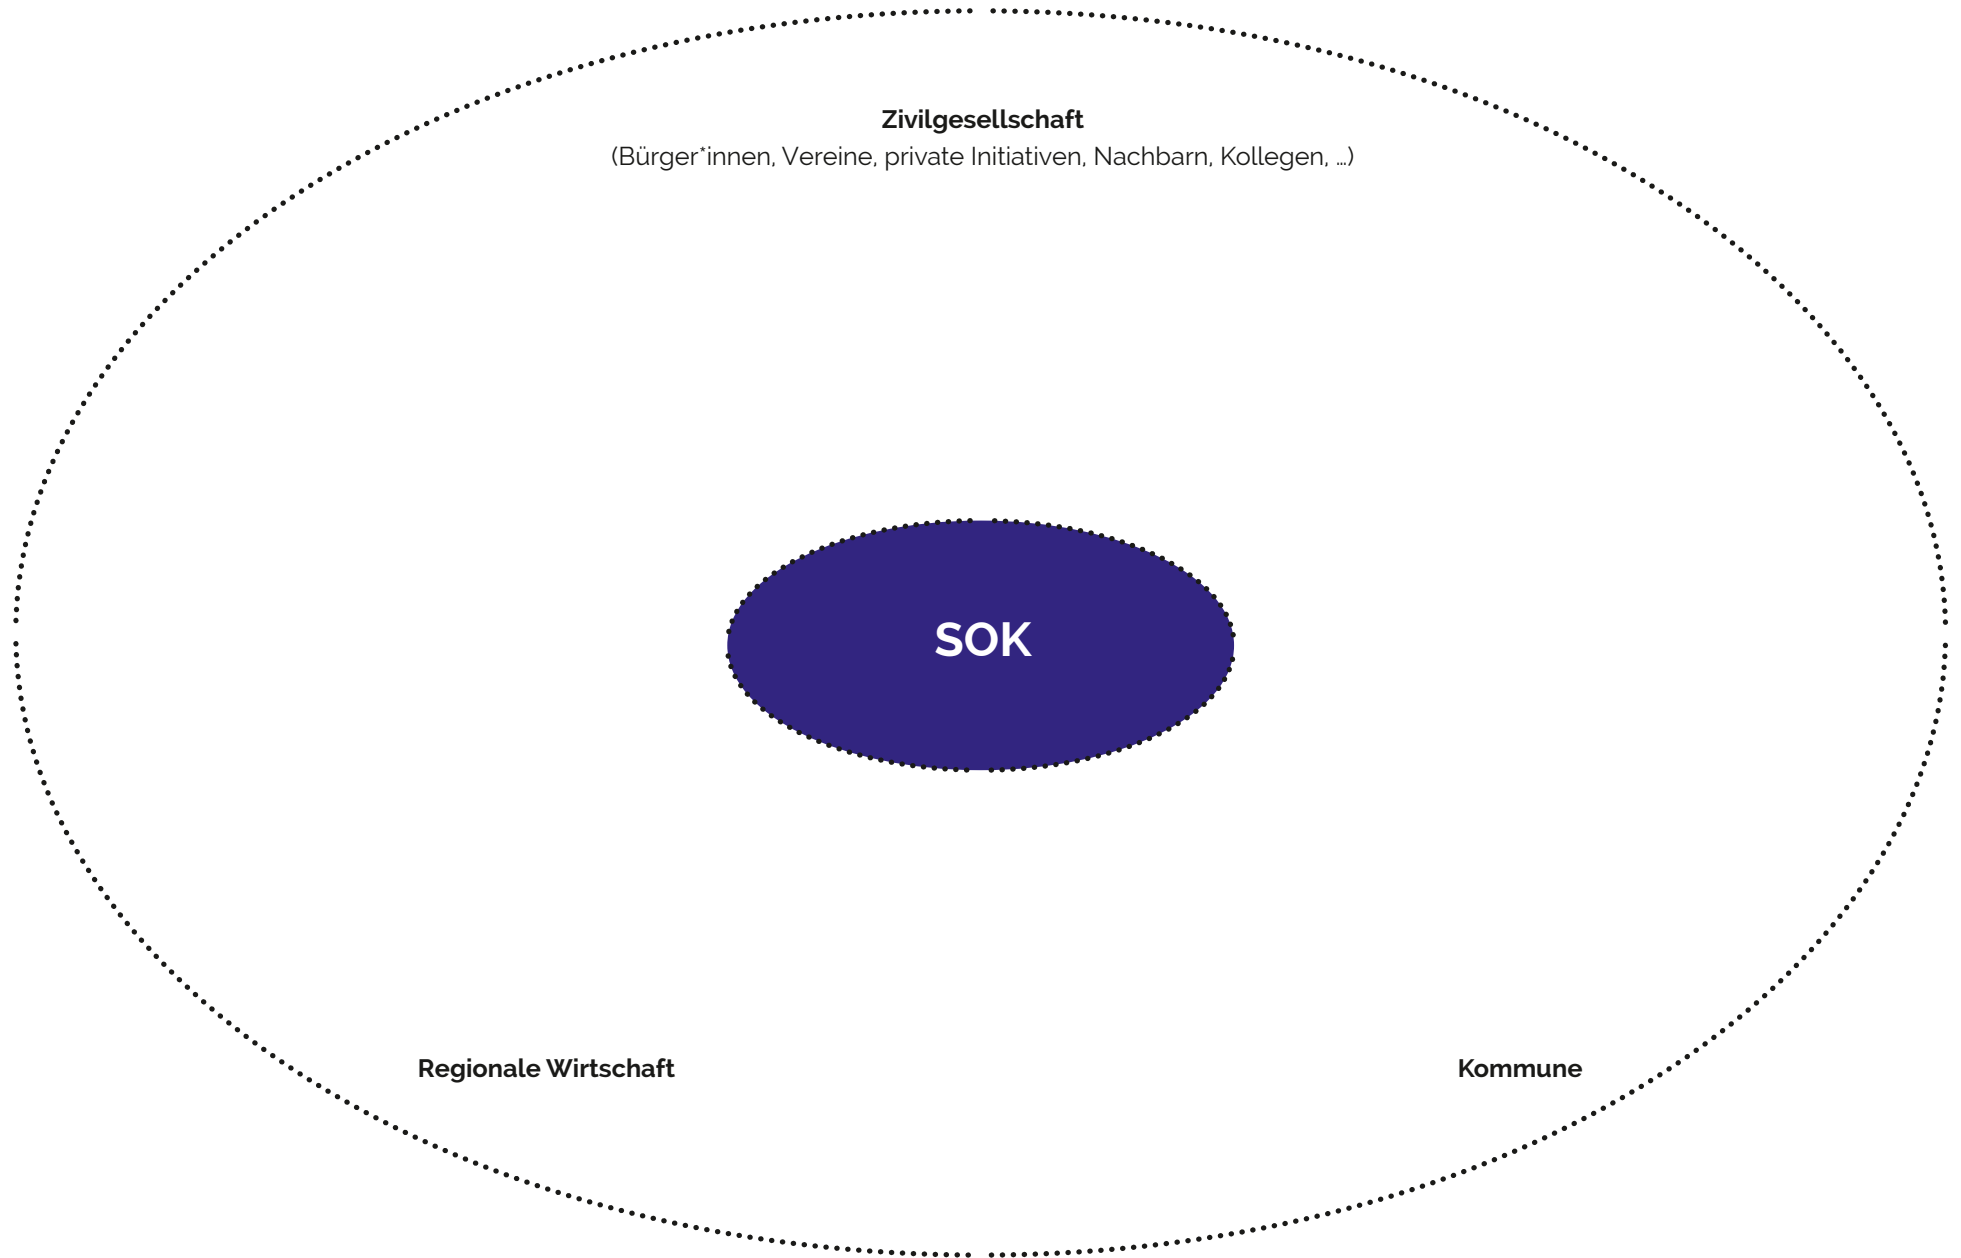 Zivilgesellschaft
(Bürger*innen, Vereine, private Initiativen, Nachbarn, Kollegen, …)
SOK
Regionale Wirtschaft
Kommune